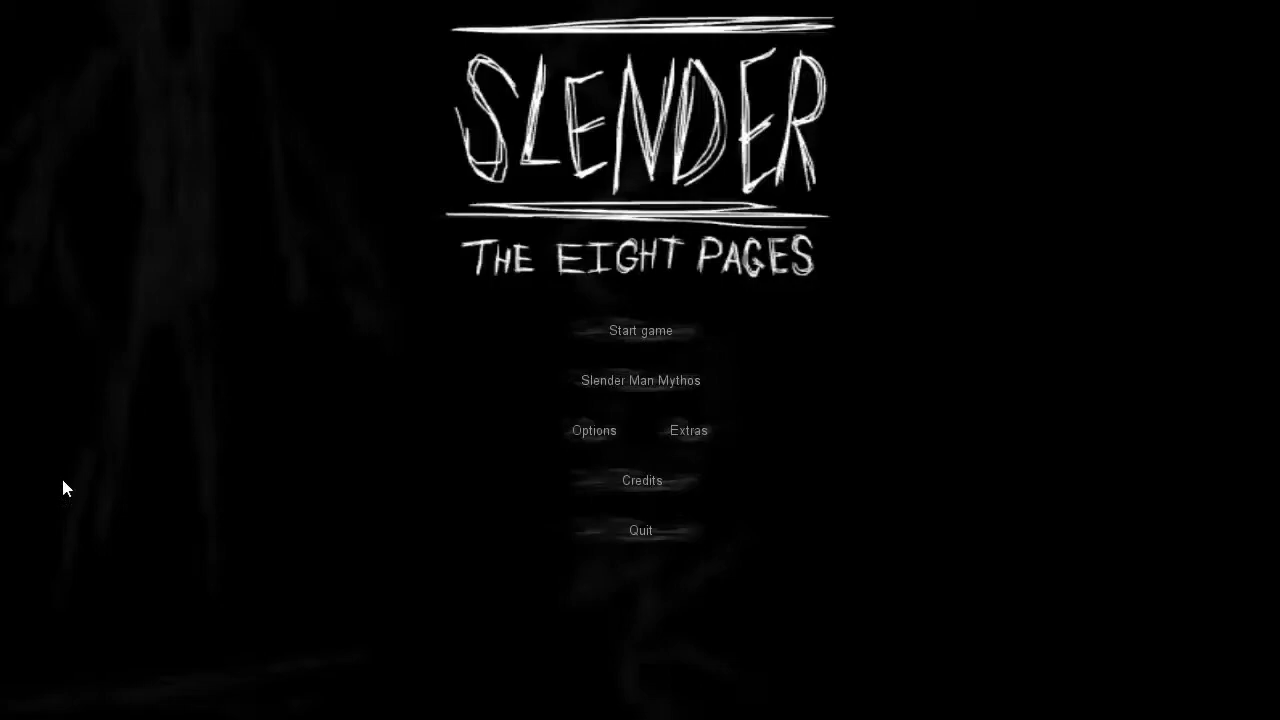 SLENDER
THE EIGHT PAGES
Start game
Slender Man Mythos
Options Extras
Credits
Quit